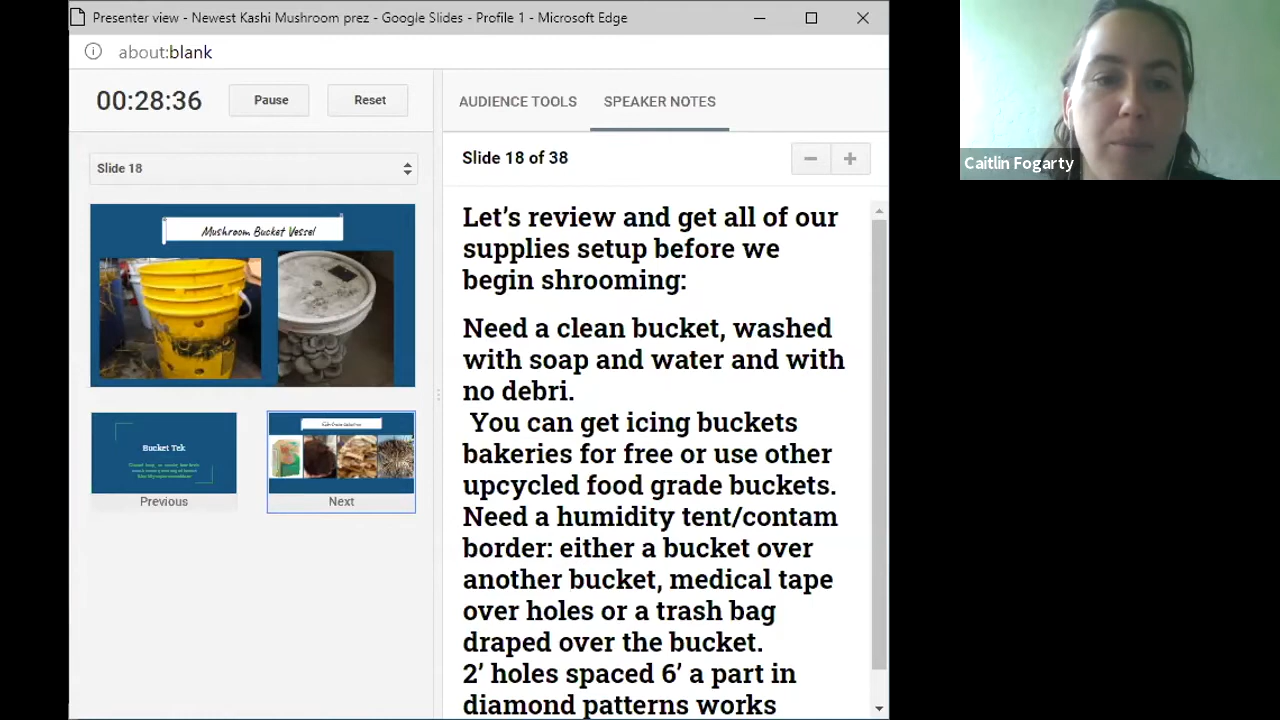 Presenter view - Newest Kashi Mushroom prez - Google Slides - Profile 1 - Microsoft Edge
about:blank
00:28:36
Pause
Reset
Slide 18
Mushroom Bucket Vessel
Bucket Tek
Previous
Next
AUDIENCE TOOLS
SPEAKER NOTES
Slide 18 of 38
Let’s review and get all of our
supplies setup before we
begin shrooming:
Need a clean bucket, washed
with soap and water and with
no debri.
You can get icing buckets
bakeries for free or use other
upcycled food grade buckets.
Need a humidity tent/contam
border: either a bucket over
another bucket, medical tape
over holes or a trash bag
draped over the bucket.
2’ holes spaced 6’ a part in
diamond patterns works
Caitlin Fogarty